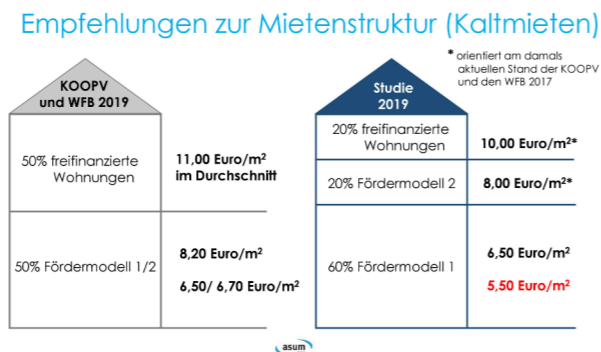 Empfehlungen zur Mietenstruktur (Kaltmieten)
* orientiert am damals
aktuellen Stand der KOOPV
und den WFB 2017
KOOPV
und WFB 2019
50% freifinanzierte
Wohnungen
11,00 Euro/m²
im Durchschnitt
50% Fördermodell 1/2
8,20 Euro/m²
6,50/ 6,70 Euro/m²
Studie
2019
20% freifinanzierte
Wohnungen
10,00 Euro/m²*
20% Fördermodell 2
8,00 Euro/m²*
60% Fördermodell 1
6,50 Euro/m²
5,50 Euro/m²
asum